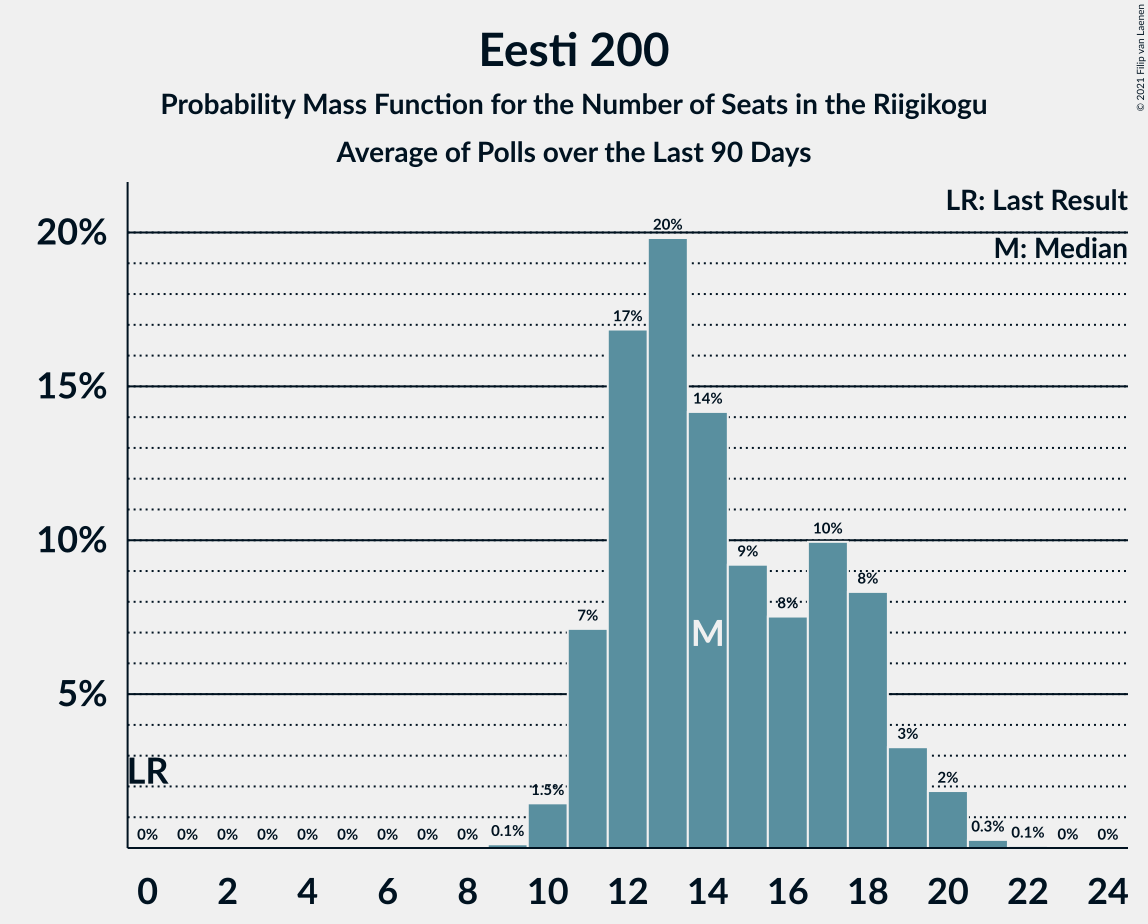 Eesti 200
Probability Mass Function for the Number of Seats in the Riigikogu
Average of Polls over the Last 90 Days
© 2021 Filip van Laenen
LR: Last Result
M: Median
20%
15%
10%
5%
LR
M
0% 0% 0% 0% 0% 0% 0% 0% 0% 0.1% 1.5% 7% 17% 20% 14% 9% 8% 10% 8% 3% 2% 0.3% 0.1% 0% 0%
0 2 4 6 8 10 12 14 16 18 20 22 24